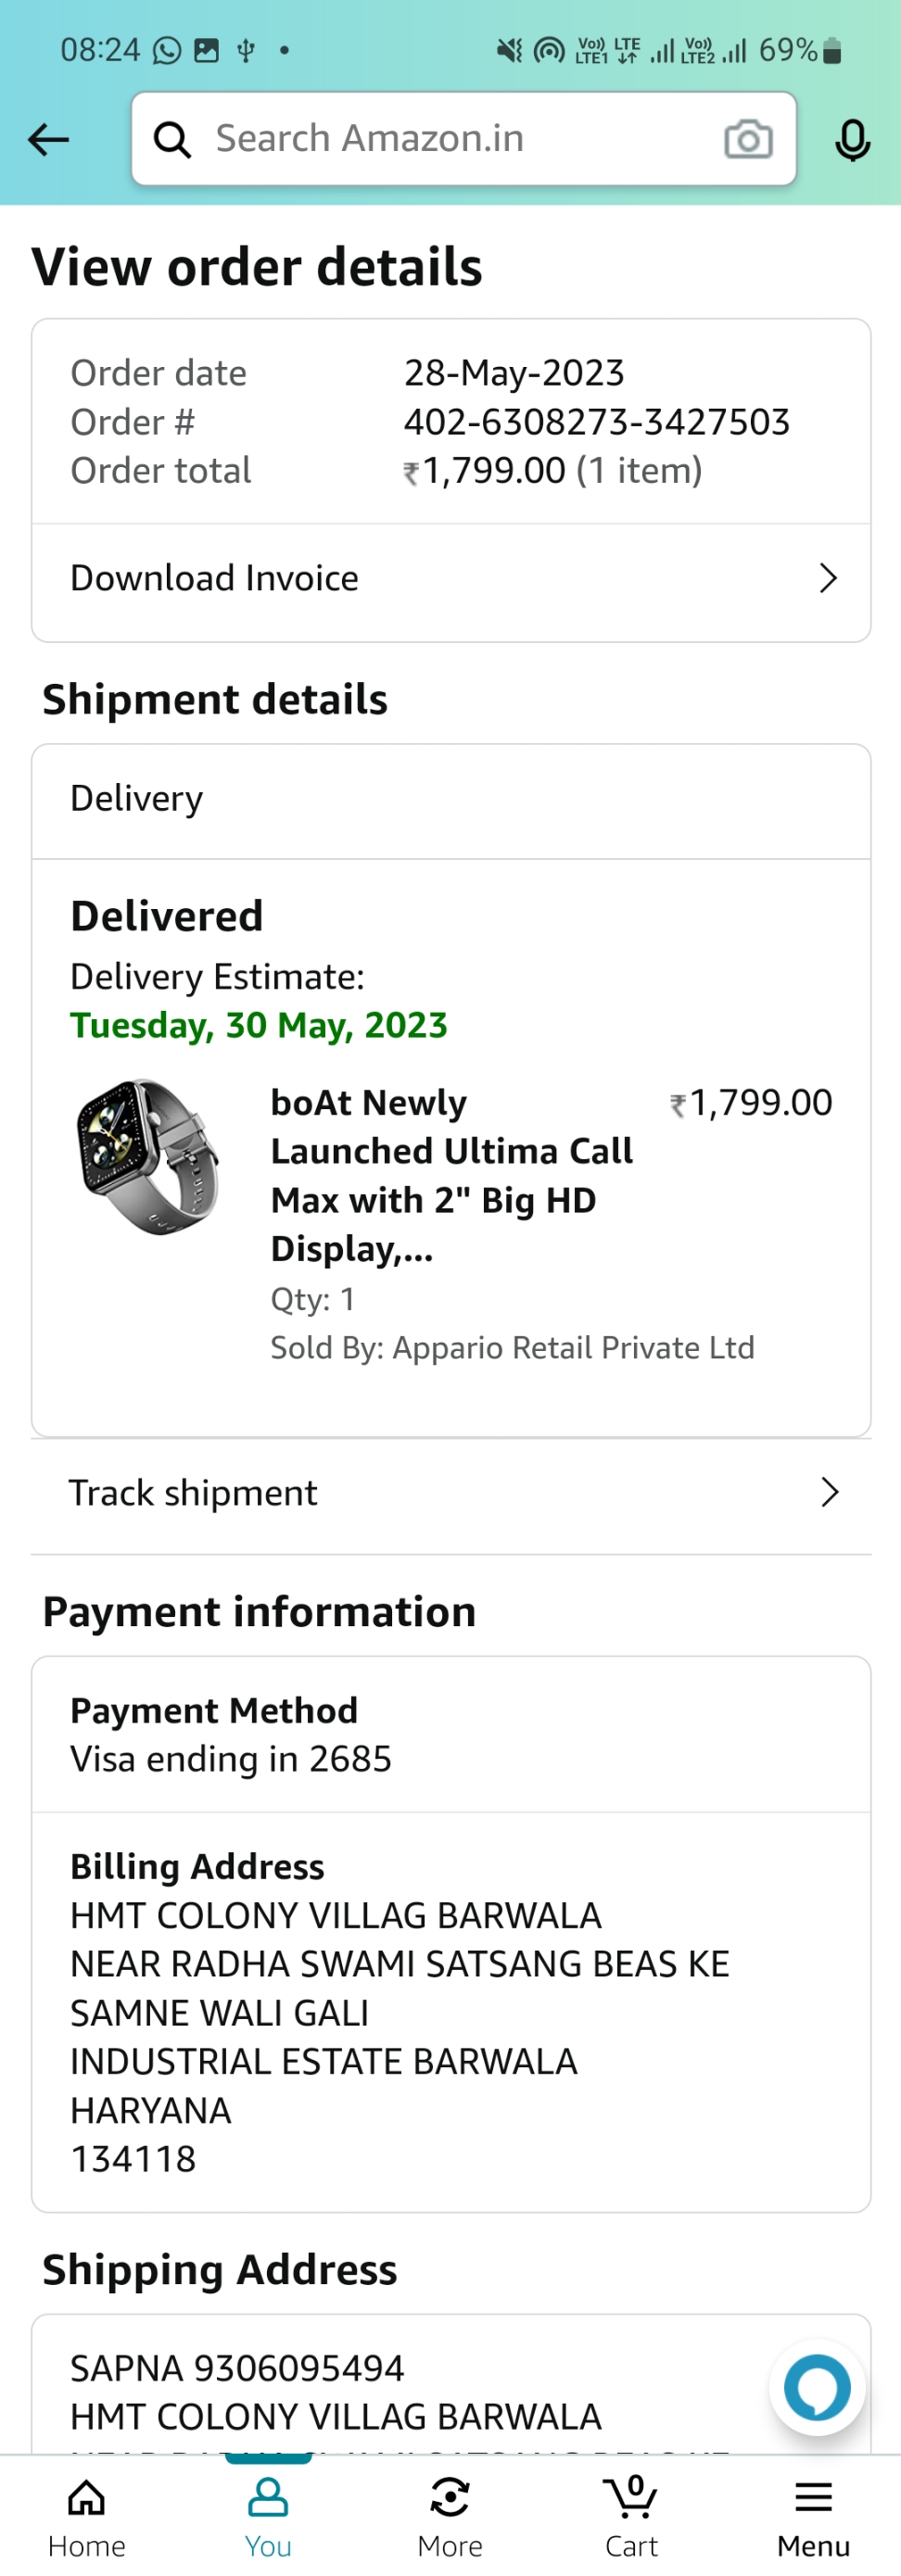 08:24
Vo)) LTE
LTE1
Vo))
LTE2
69%
Search Amazon.in
View order details
Order date 28-May-2023
Order # 402-6308273-3427503
Order total ₹1,799.00 (1 item)
Download Invoice
Shipment details
Delivery
Delivered
Delivery Estimate:
Tuesday, 30 May, 2023
boAt Newly ₹1,799.00
Launched Ultima Call
Max with 2" Big HD
Display,...
Qty: 1
Sold By: Appario Retail Private Ltd
Track shipment
Payment information
Payment Method
Visa ending in 2685
Billing Address
HMT COLONY VILLAG BARWALA
NEAR RADHA SWAMI SATSANG BEAS KE
SAMNE WALI GALI
INDUSTRIAL ESTATE BARWALA
HARYANA
134118
Shipping Address
SAPNA 9306095494
HMT COLONY VILLAG BARWALA
0
Home You More Cart Menu